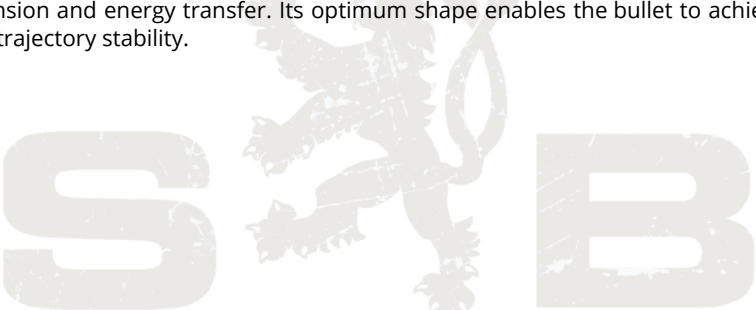 nsion and energy transfer. Its optimum shape enables the bullet to achie
trajectory stability.
S B